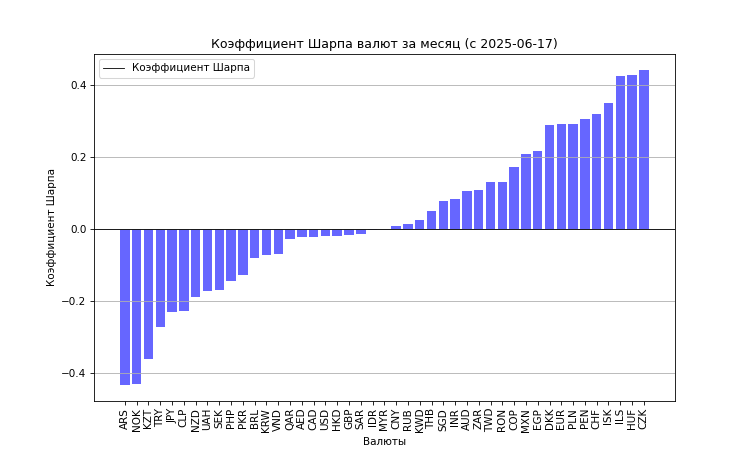 Коэффициент Шарпа валют за месяц (с 2025-06-17)
Коэффициент Шарпа
Коэффициент Шарпа
0.4
0.2
0.0
−0.2
−0.4
ARS
NOK
KZT
TRY
JPY
CLP
NZD
UAH
SEK
PHP
PKR
BRL
KRW
VND
QAR
AED
CAD
USD
HKD
GBP
SAR
IDR
MYR
CNY
RUB
KWD
THB
SGD
INR
AUD
ZAR
TWD
RON
COP
MXN
EGP
DKK
EUR
PLN
PEN
CHF
ISK
ILS
HUF
CZK
Валюты